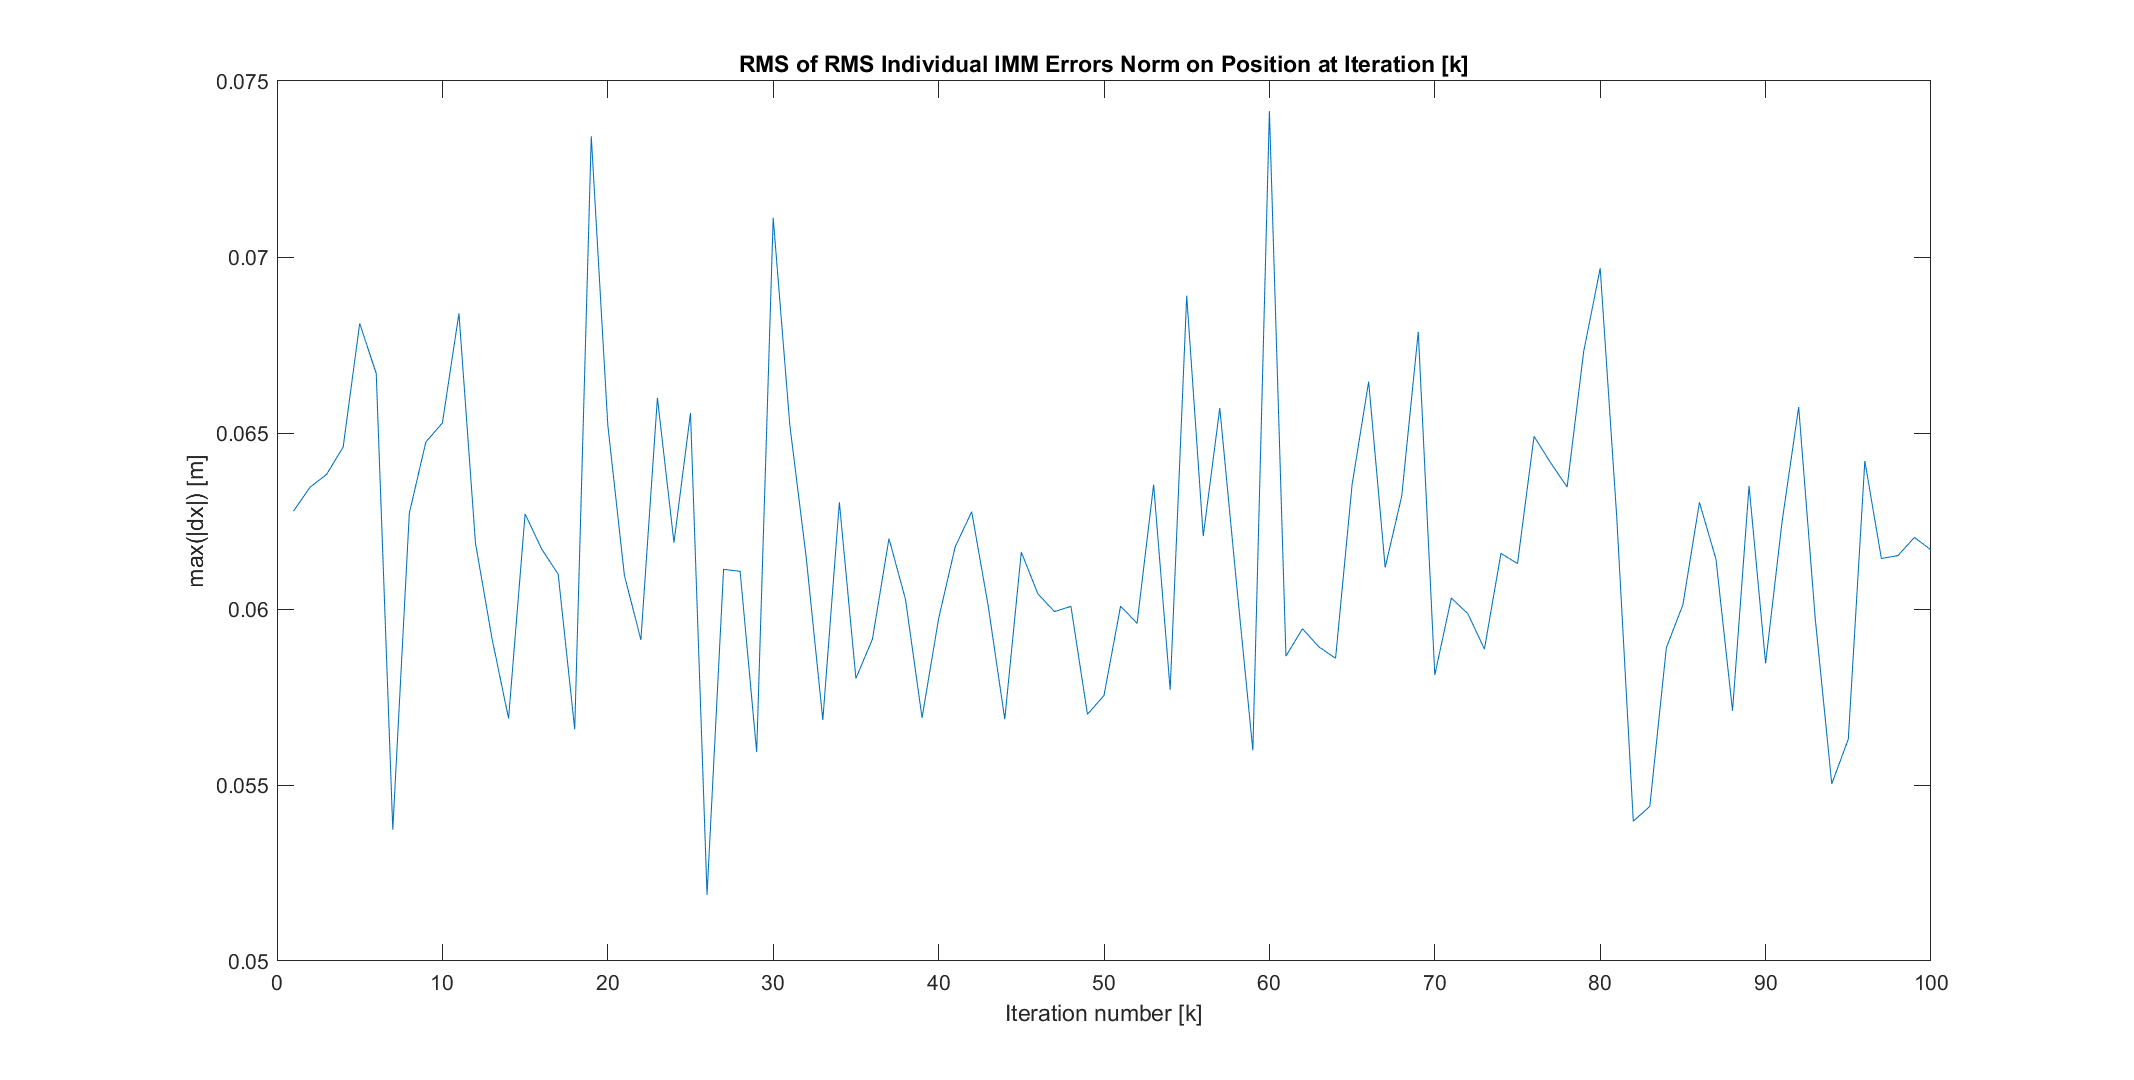 RMS of RMS Individual IMM Errors Norm on Position at Iteration [k]
0.075
0.07
0.065
0.06
0.055
0.05
max(|dx|) [m]
0 10 20 30 40 50 60 70 80 90 100
Iteration number [k]